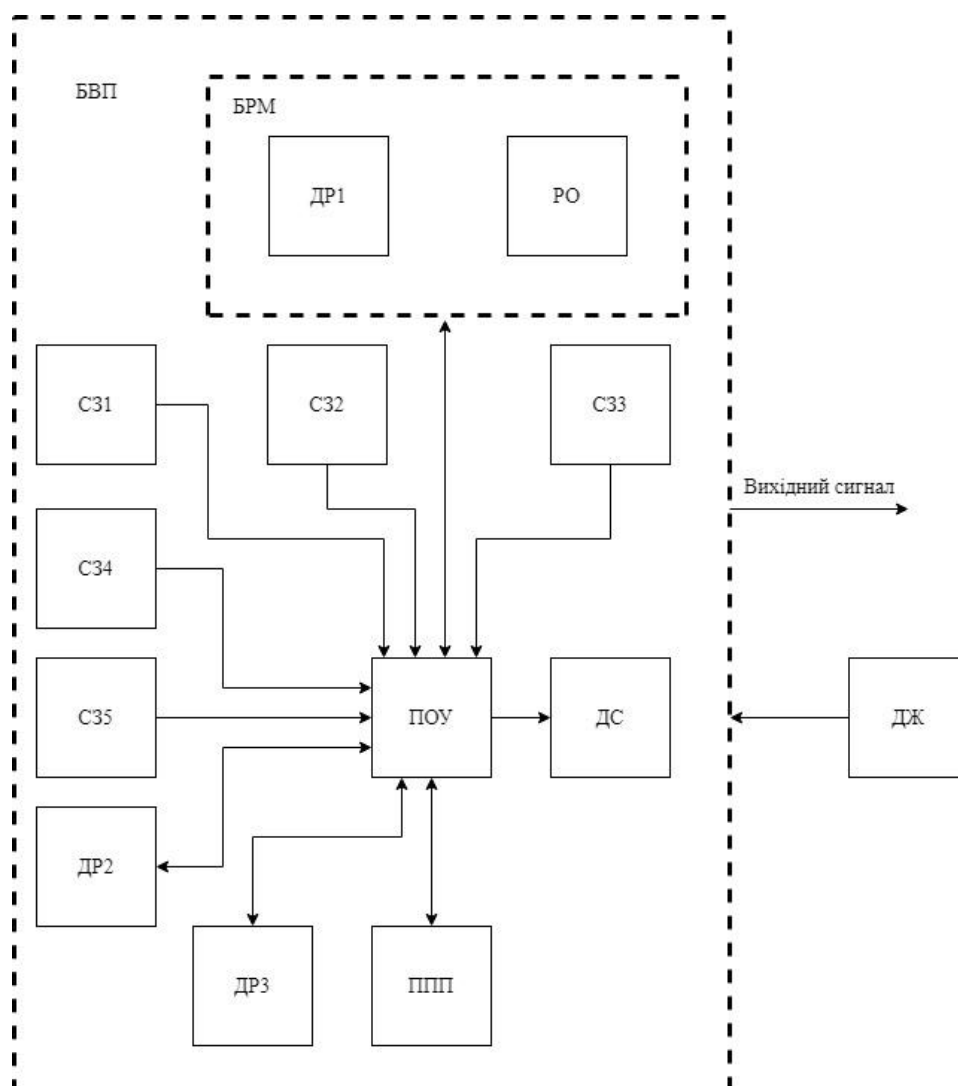 БВП
БРМ
ДР1
РО
СЗ1
СЗ2
СЗ3
Вихідний сигнал
СЗ4
СЗ5
ПОУ
ДС
ДЖ
ДР2
ДР3
ППП